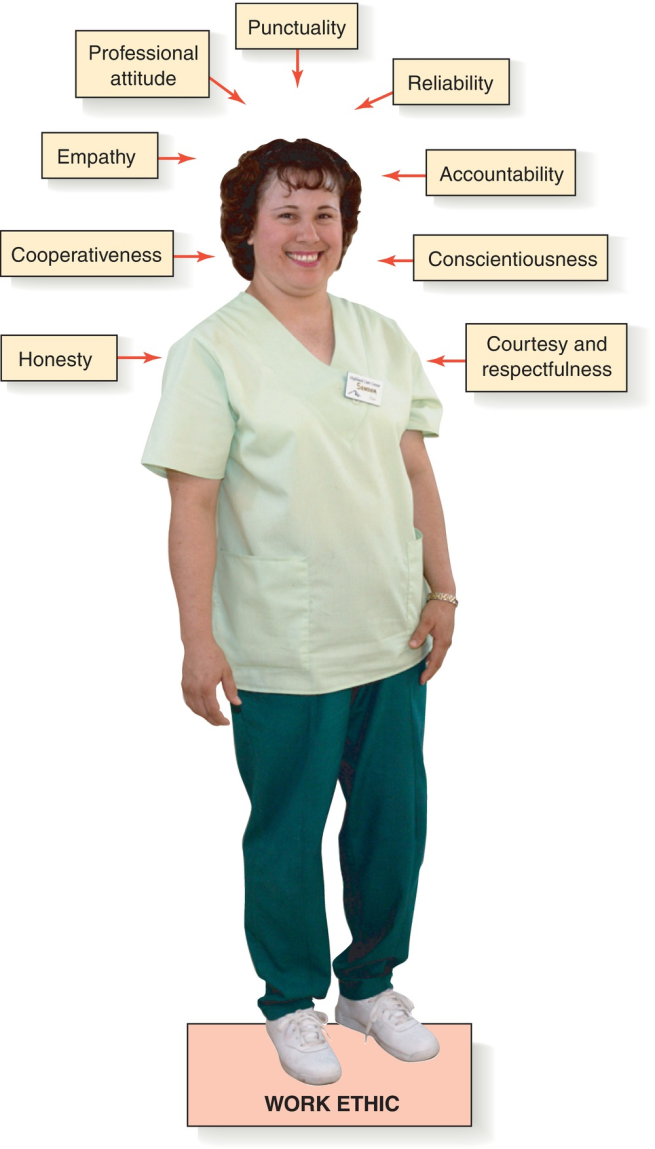 Punctuality
Professional
attitude
Reliability
Empathy
Accountability
Cooperativeness
Conscientiousness
Honesty
Courtesy and
respectfulness
WORK ETHIC